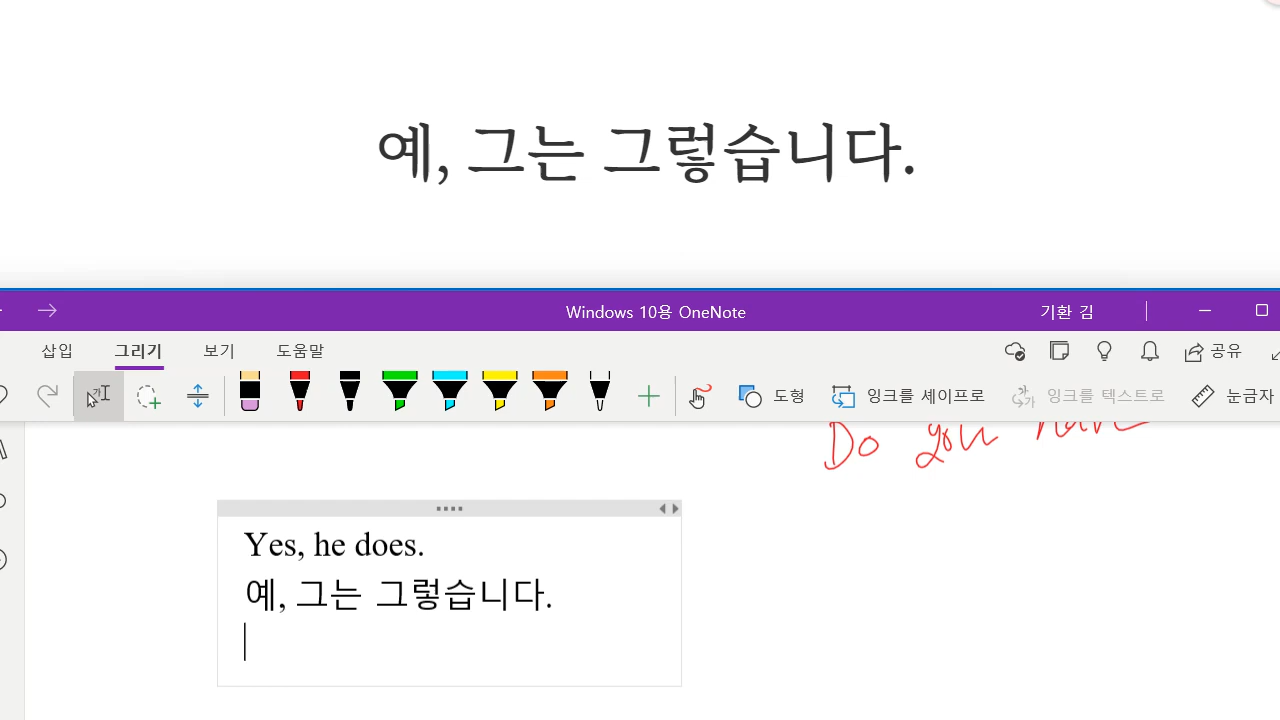 예, 그는 그렇습니다.
Windows 10용 OneNote
기환 김
삽입 그리기 보기 도움말
공유
도형 잉크를 셰이프로 잉크를 텍스트로 눈금자
Do you have
Yes, he does.
예, 그는 그렇습니다.